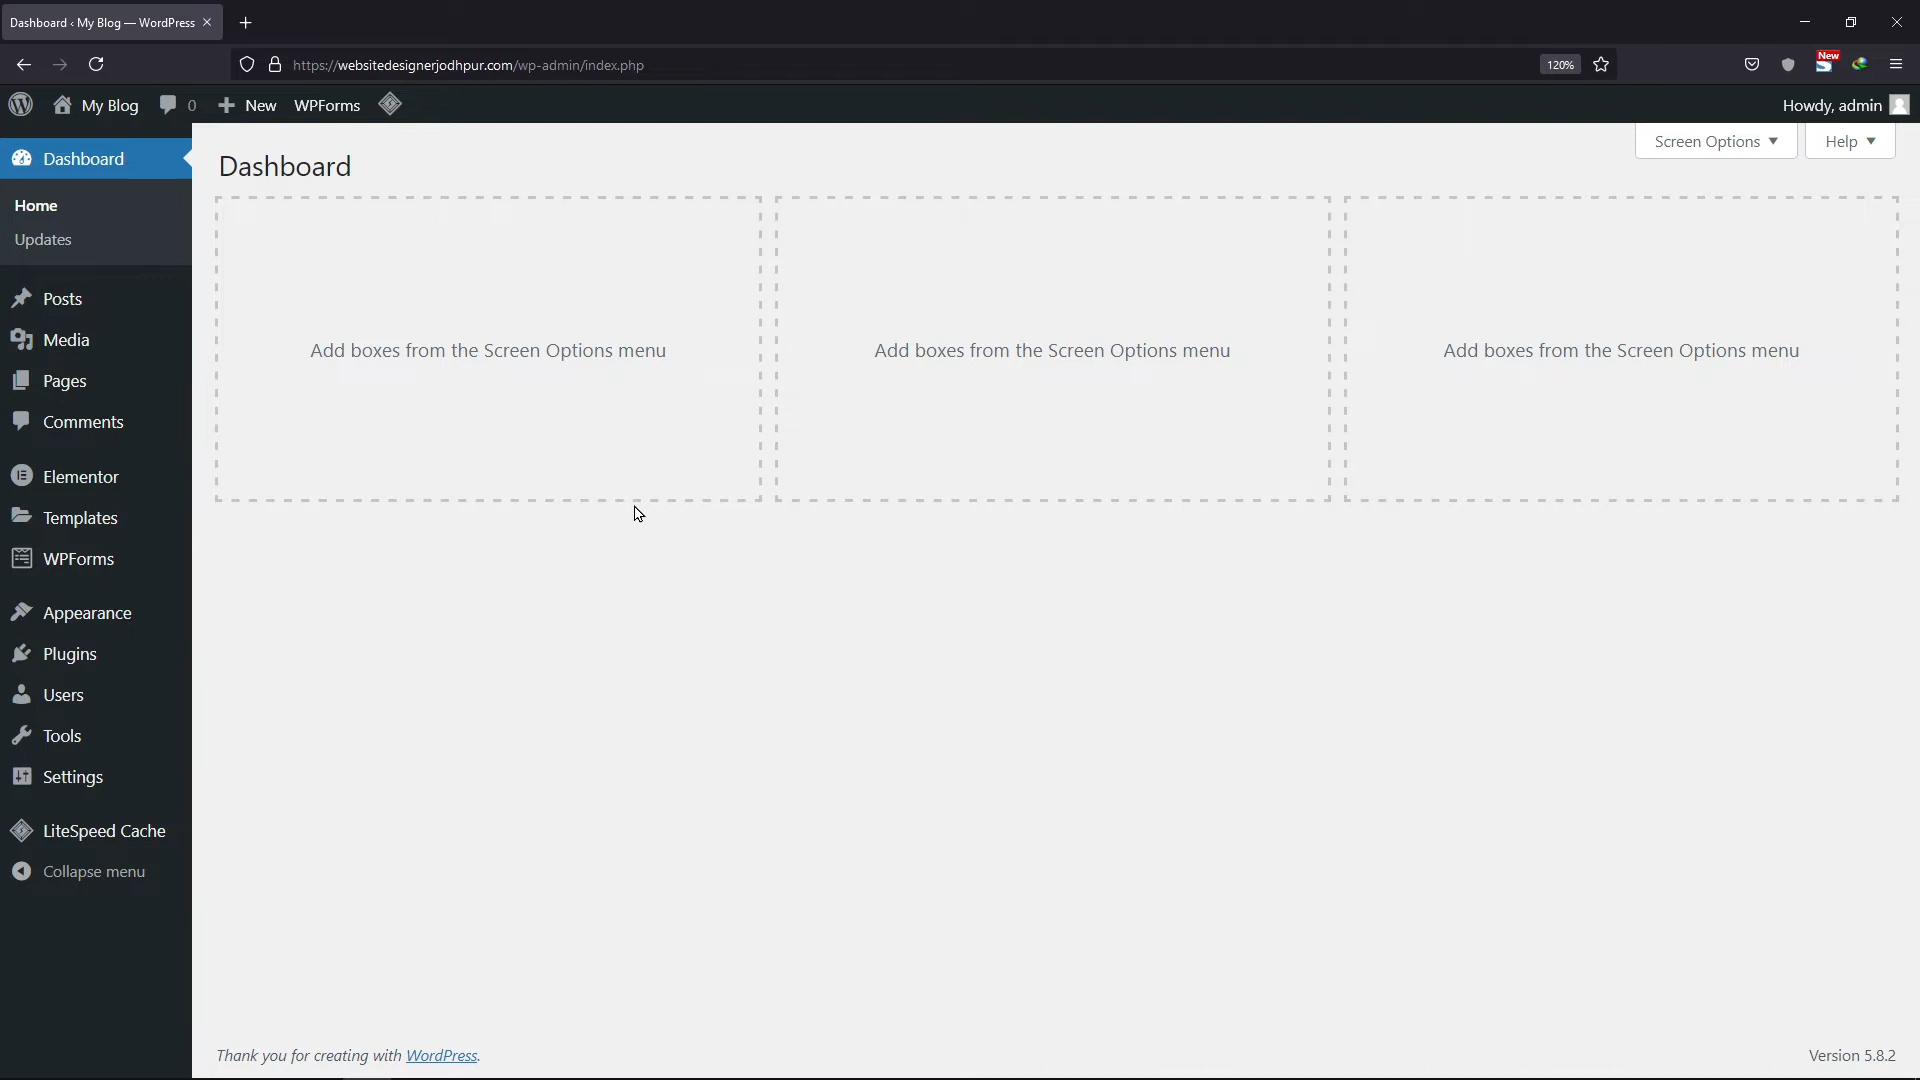 Dashboard ‹ My Blog — WordPress
https://websitedesignerjodhpur.com/wp-admin/index.php
120%
New
My Blog
0
New
WPForms
Howdy, admin
Dashboard
Home
Updates
Posts
Media
Pages
Comments
Elementor
Templates
WPForms
Appearance
Plugins
Users
Tools
Settings
LiteSpeed Cache
Collapse menu
Screen Options
Help
Dashboard
Add boxes from the Screen Options menu
Add boxes from the Screen Options menu
Add boxes from the Screen Options menu
Thank you for creating with WordPress.
Version 5.8.2